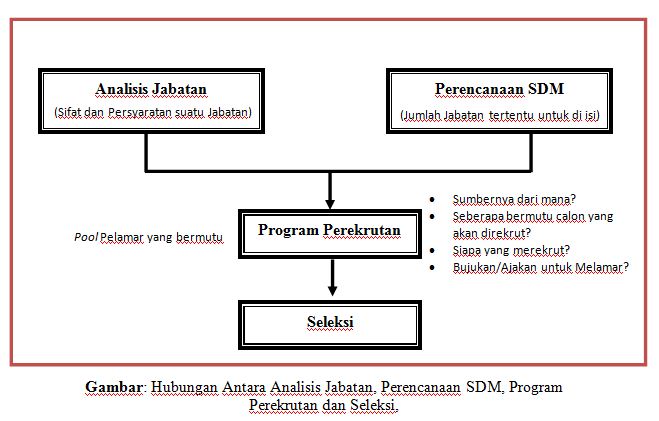 Analisis Jabatan
(Sifat dan Persyaratan suatu Jabatan)
Perencanaan SDM
(Jumlah Jabatan tertentu untuk di isi)
Pool Pelamar yang bermutu
Program Perekrutan
• Sumbernya dari mana?
• Seberapa bermutu calon yang
akan direkrut?
• Siapa yang merekrut?
• Bujukan/Ajakan untuk Melamar?
Seleksi
Gambar: Hubungan Antara Analisis Jabatan, Perencanaan SDM, Program
Perekrutan dan Seleksi.